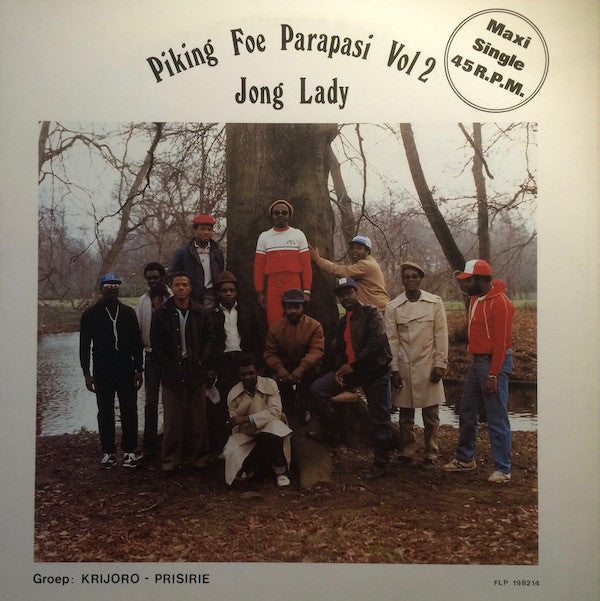 Piking Foe Parapasi Vol 2
Jong Lady
Maxi
Single
45 R.P.M.
Groep: KRIJORO - PRISIRIE
FLP 198214